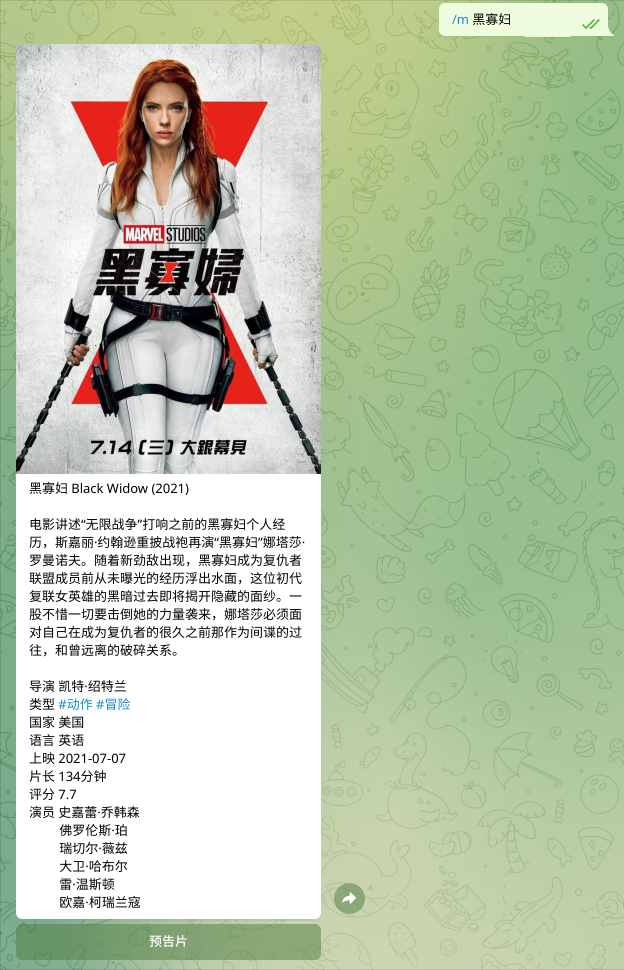 /m 黑寡妇
MARVEL STUDIOS
黑寡婦
7.14 (三) 大銀幕見
黑寡妇 Black Widow (2021)
电影讲述“无限战争”打响之前的黑寡妇个人经
历，斯嘉丽·约翰逊重披战袍再演“黑寡妇”娜塔莎·
罗曼诺夫。随着新劲敌出现，黑寡妇成为复仇者
联盟成员前从未曝光的经历浮出水面，这位初代
复联女英雄的黑暗过去即将揭开隐藏的面纱。一
股不惜一切要击倒她的力量袭来，娜塔莎必须面
对自己在成为复仇者的很久之前那作为间谍的过
往，和曾远离的破碎关系。
导演 凯特·绍特兰
类型 #动作 #冒险
国家 美国
语言 英语
上映 2021-07-07
片长 134分钟
评分 7.7
演员 史嘉蕾·乔韩森
佛罗伦斯·珀
瑞切尔·薇兹
大卫·哈布尔
雷·温斯顿
欧嘉·柯瑞兰寇
预告片